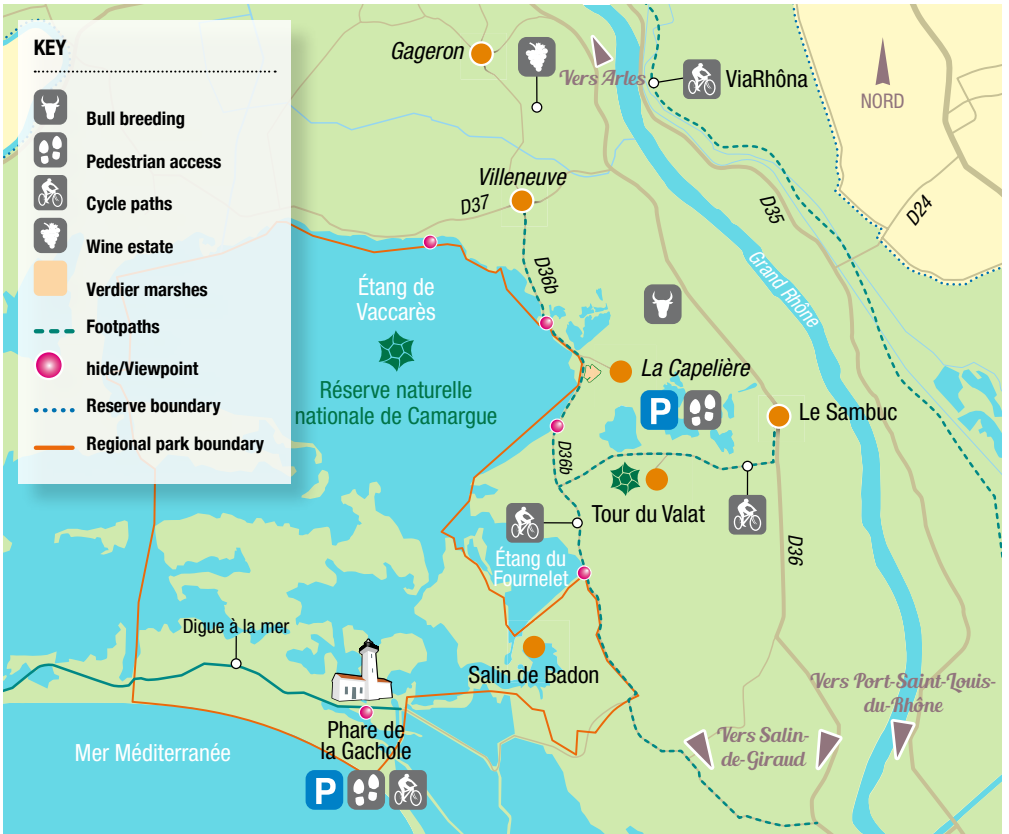 KEY
Bull breeding
Pedestrian access
Cycle paths
Wine estate
Verdier marshes
Footpaths
hide/Viewpoint
Reserve boundary
Regional park boundary
Gageron
Vers Arles
ViaRhôna
NORD
Villeneuve
D37
D35
D24
D36b
Grand Rhône
Étang de
Vaccarès
Réserve naturelle
nationale de Camargue
La Capelière
P
Le Sambuc
D36b
Tour du Valat
D36
Étang du
Fournelet
Digue à la mer
Salin de Badon
Vers Port-Saint-Louis-
du-Rhône
Phare de
la Gachole
Vers Salin-
de-Giraud
Mer Méditerranée
P